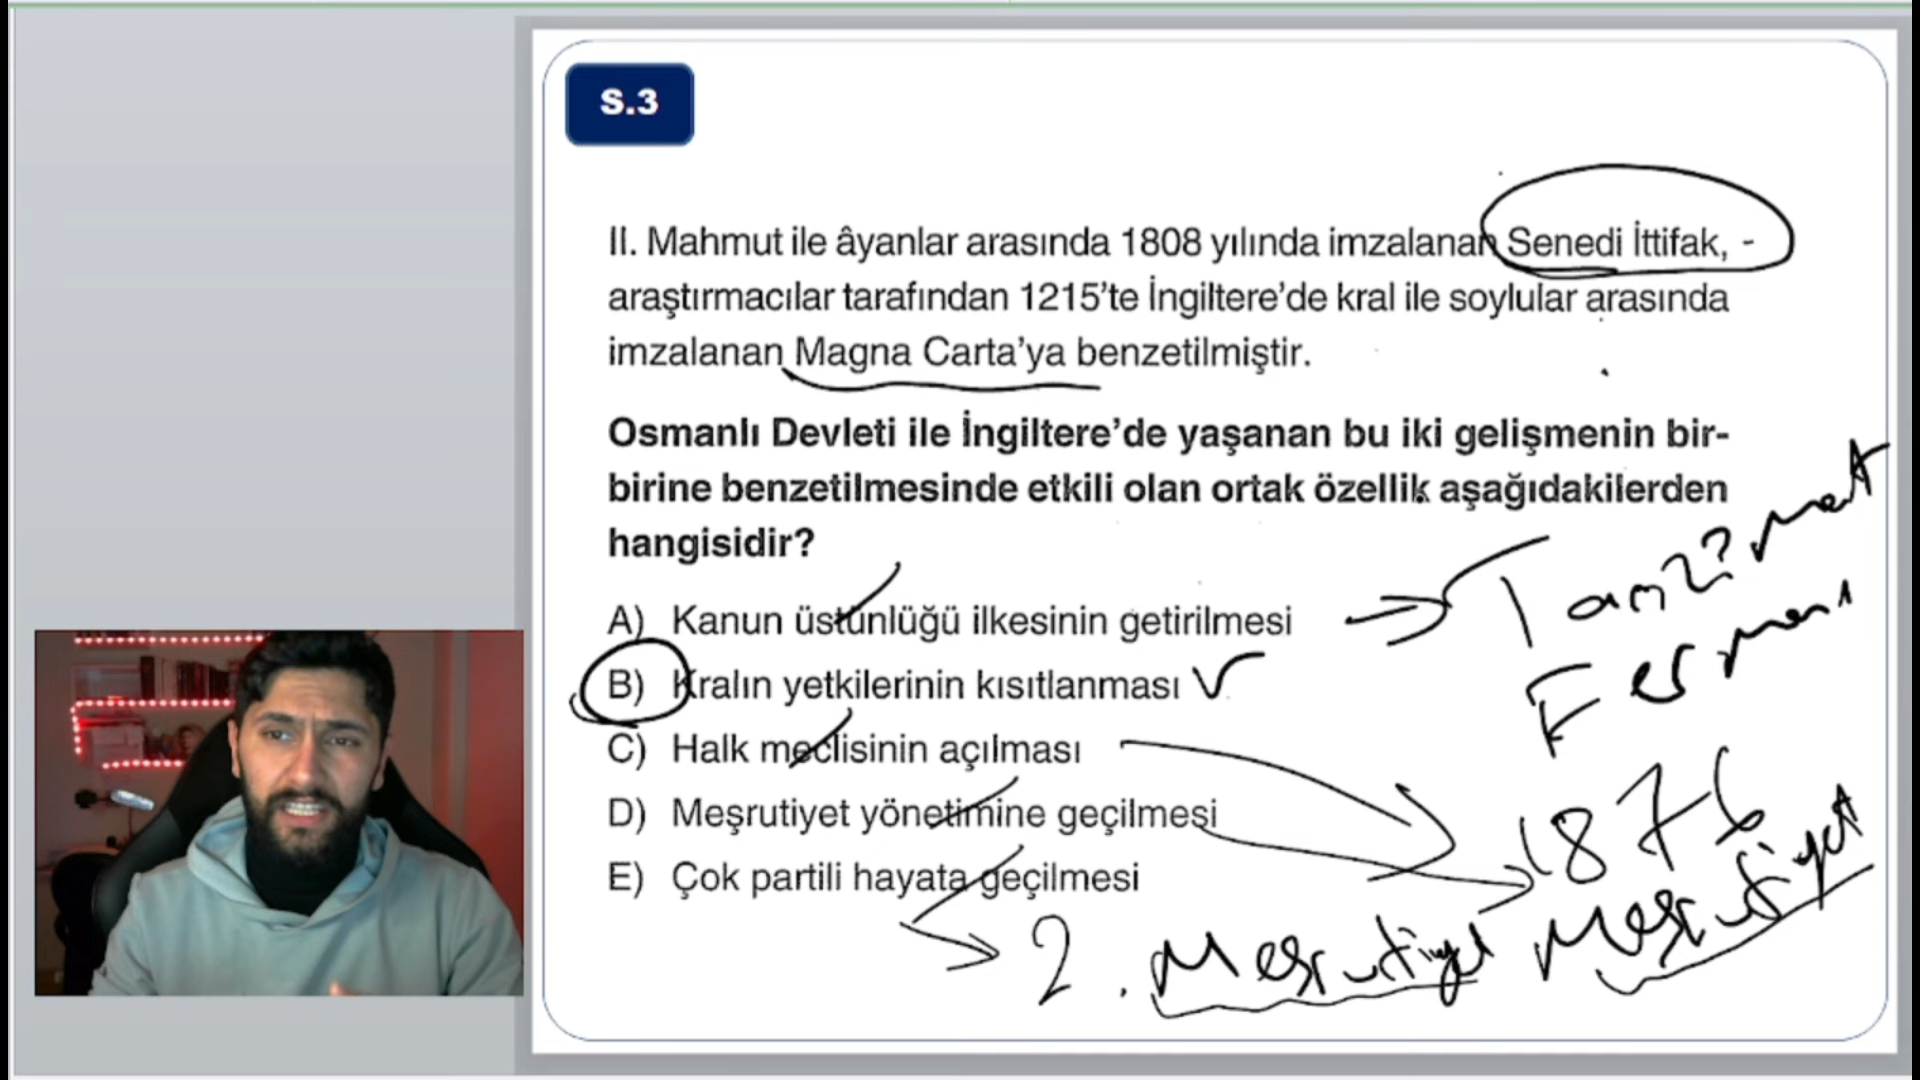 S.3
II. Mahmut ile âyanlar arasında 1808 yılında imzalanan Senedi İttifak, -
araştırmacılar tarafından 1215'te İngiltere'de kral ile soylular arasında
imzalanan Magna Carta'ya benzetilmiştir.
Osmanlı Devleti ile İngiltere'de yaşanan bu iki gelişmenin bir-
birine benzetilmesinde etkili olan ortak özellik aşağıdakilerden
hangisidir?
A) Kanun üstünlüğü ilkesinin getirilmesi
Tanzimat
Fermanı
B) Kralın yetkilerinin kısıtlanması
C) Halk meclisinin açılması
D) Meşrutiyet yönetimine geçilmesi
1876
Meşrutiyet
E) Çok partili hayata geçilmesi
2. Meşrutiyet